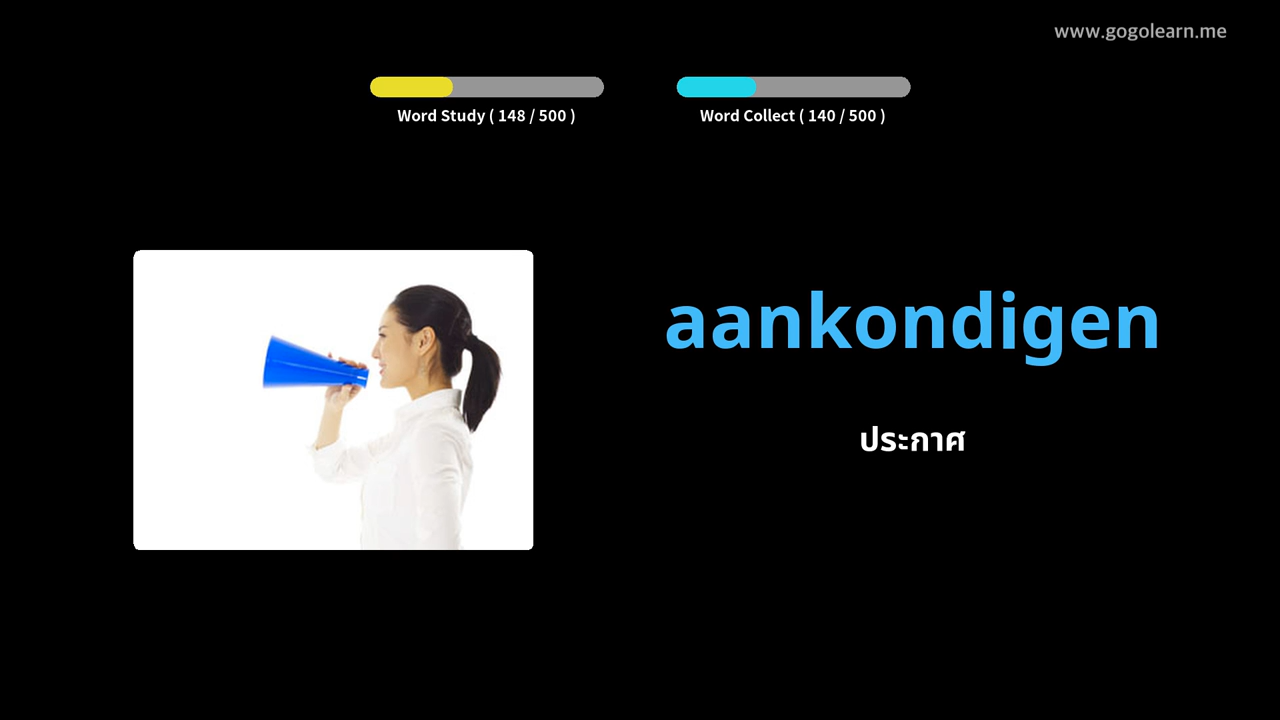 www.gogolearn.me
Word Study ( 148 / 500 )
Word Collect ( 140 / 500 )
aankondigen
ประกาศ